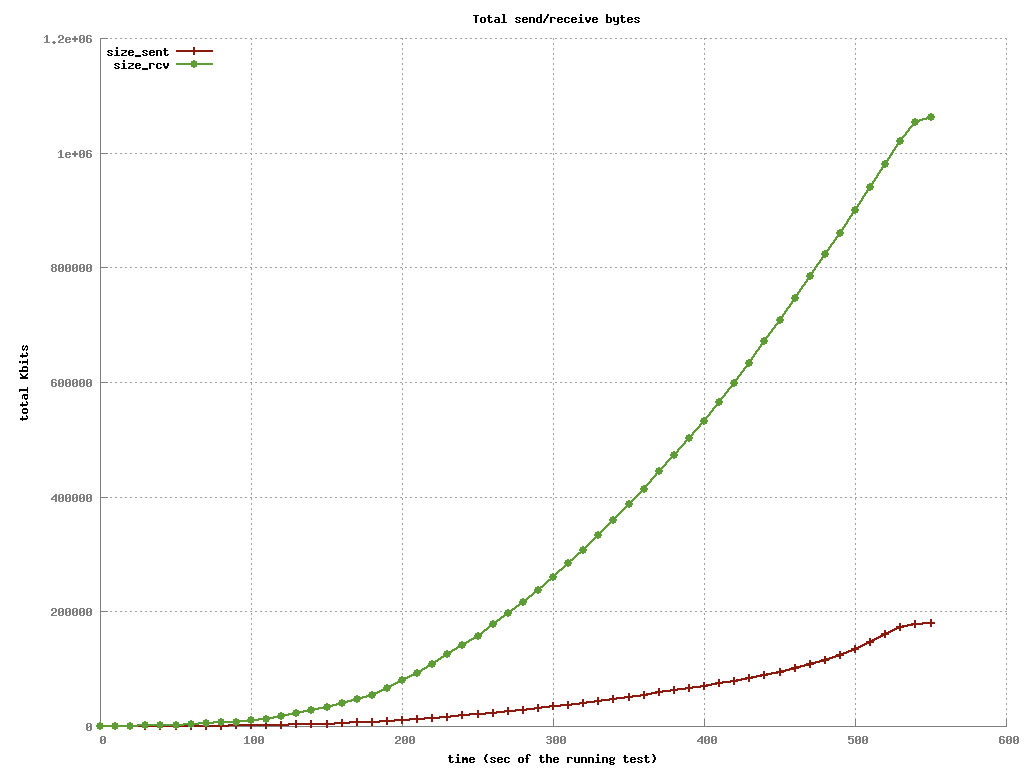 Total send/receive bytes
1.2e+06
size_sent
size_rcv
1e+06
800000
total Kbits
600000
400000
200000
0
0 100 200 300 400 500 600
time (sec of the running test)